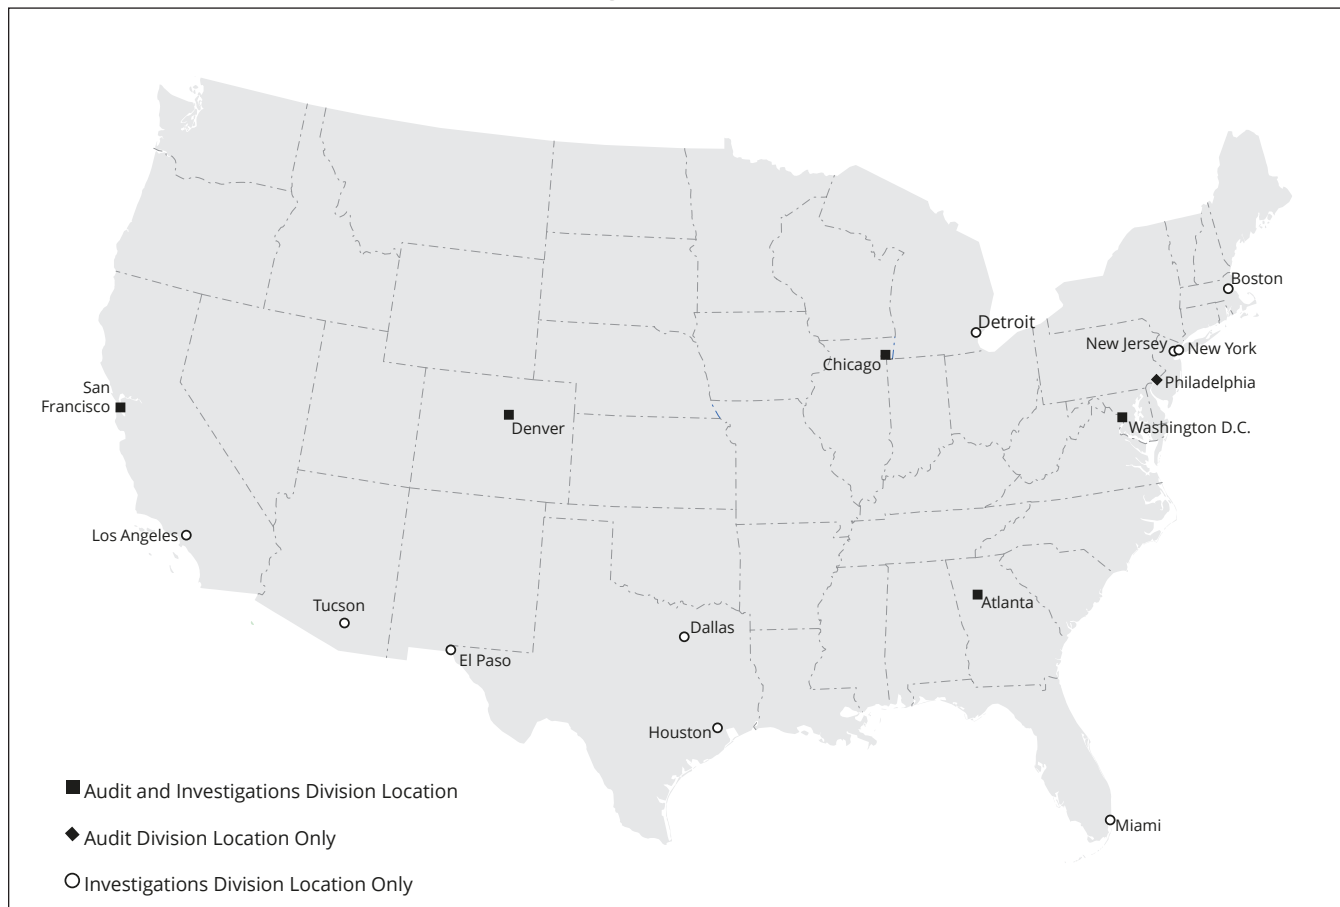 Boston
Detroit
New Jersey
New York
Chicago
Philadelphia
San
Francisco
Denver
Washington D.C.
Los Angeles
Tucson
Atlanta
Dallas
El Paso
Houston
Audit and Investigations Division Location
Miami
Audit Division Location Only
Investigations Division Location Only